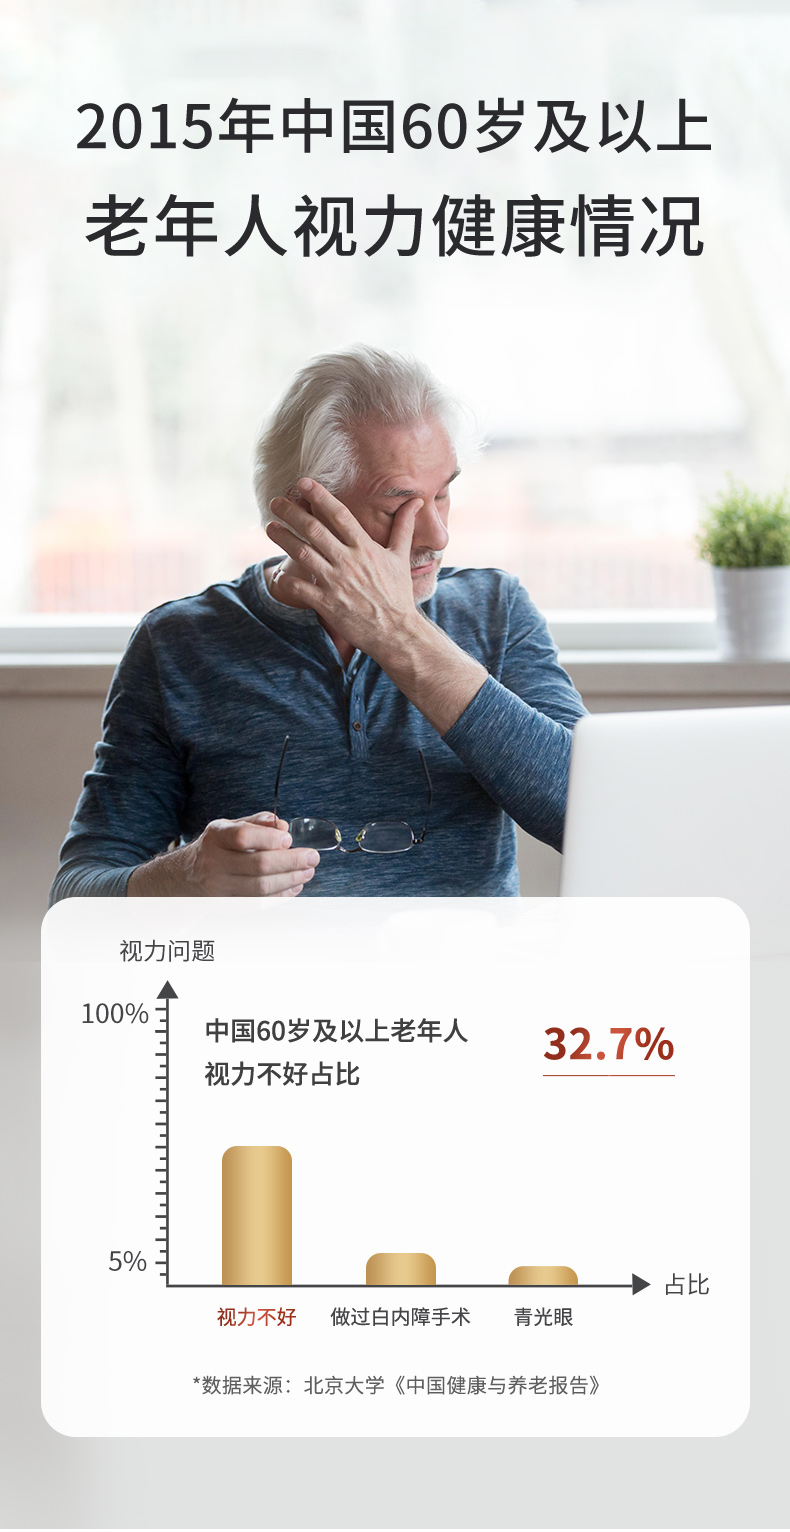 2015年中国60岁及以上
老年人视力健康情况
视力问题
100%
中国60岁及以上老年人
视力不好占比
32.7%
5%
占比
视力不好 做过白内障手术 青光眼
*数据来源：北京大学《中国健康与养老报告》